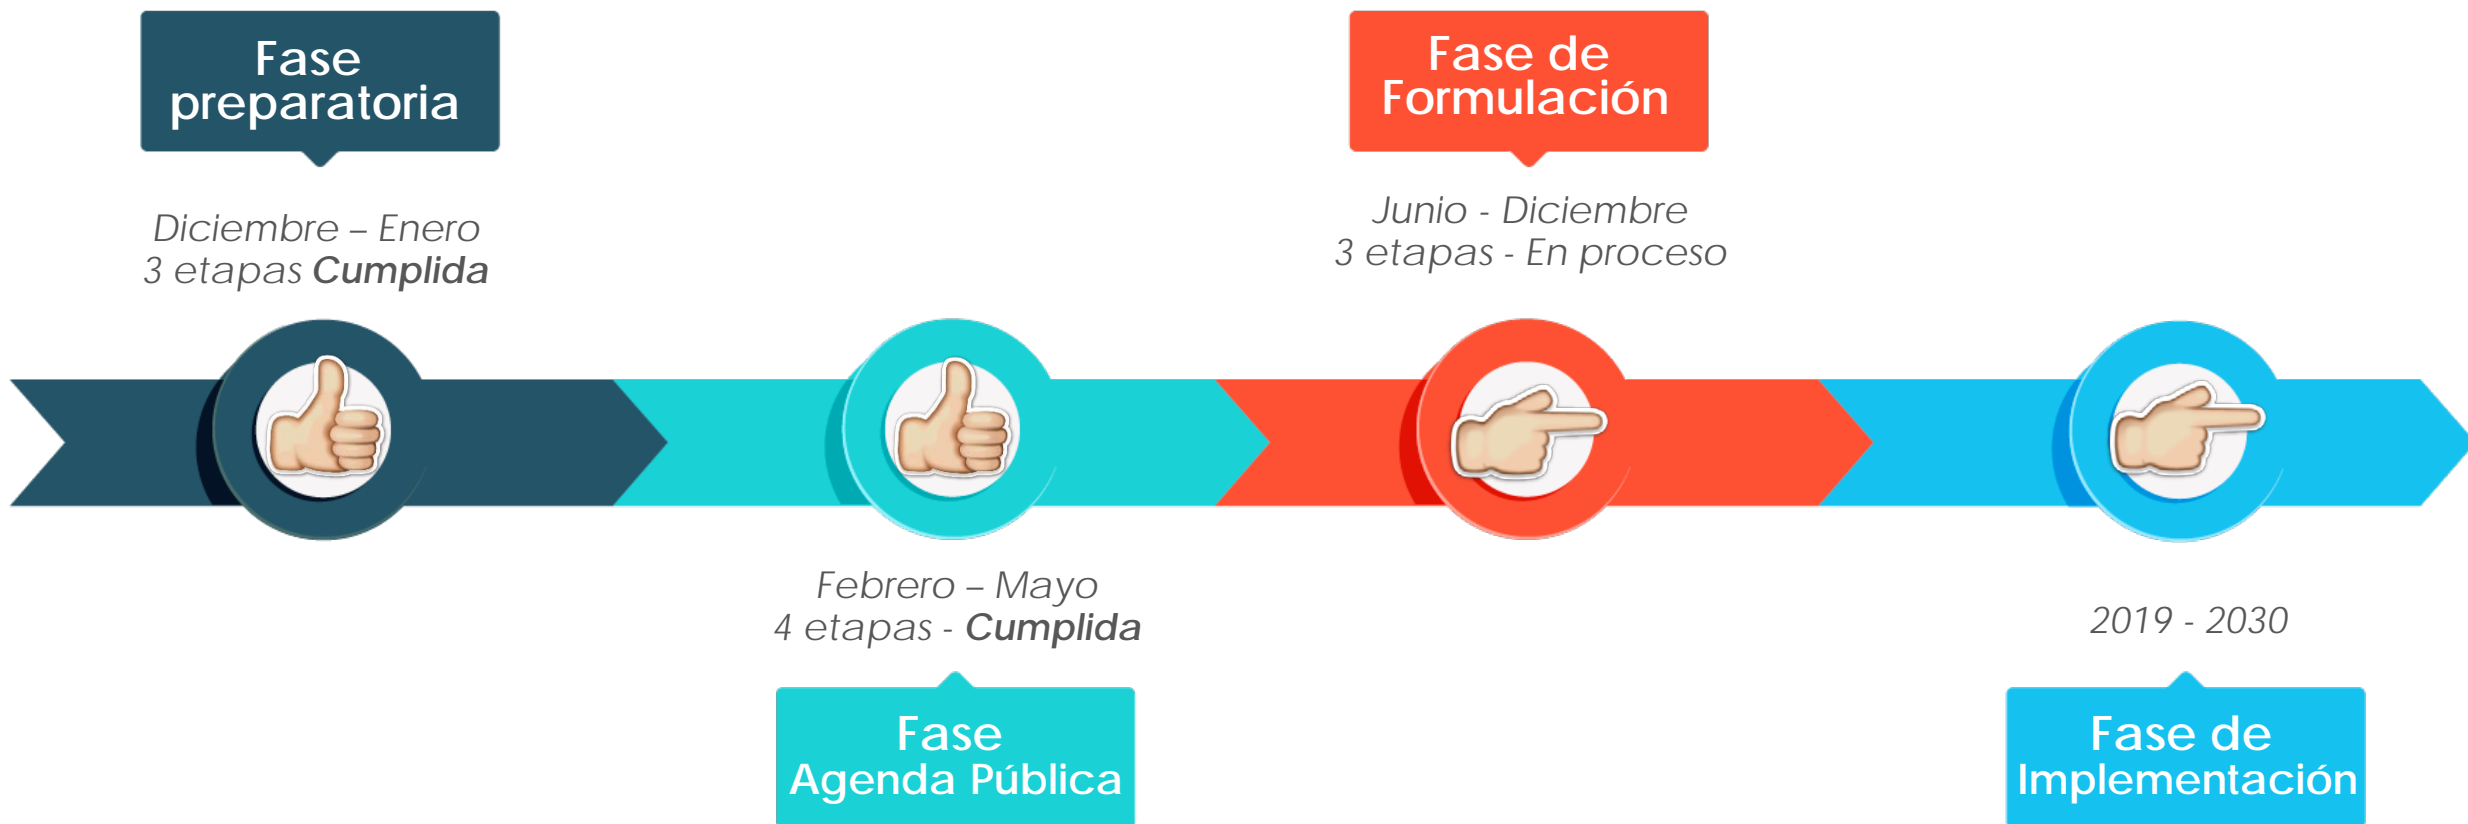 Fase
preparatoria
Diciembre – Enero
3 etapas Cumplida
Febrero – Mayo
4 etapas - Cumplida
Fase
Agenda Pública
Fase de
Formulación
Junio - Diciembre
3 etapas - En proceso
2019 - 2030
Fase de
Implementación